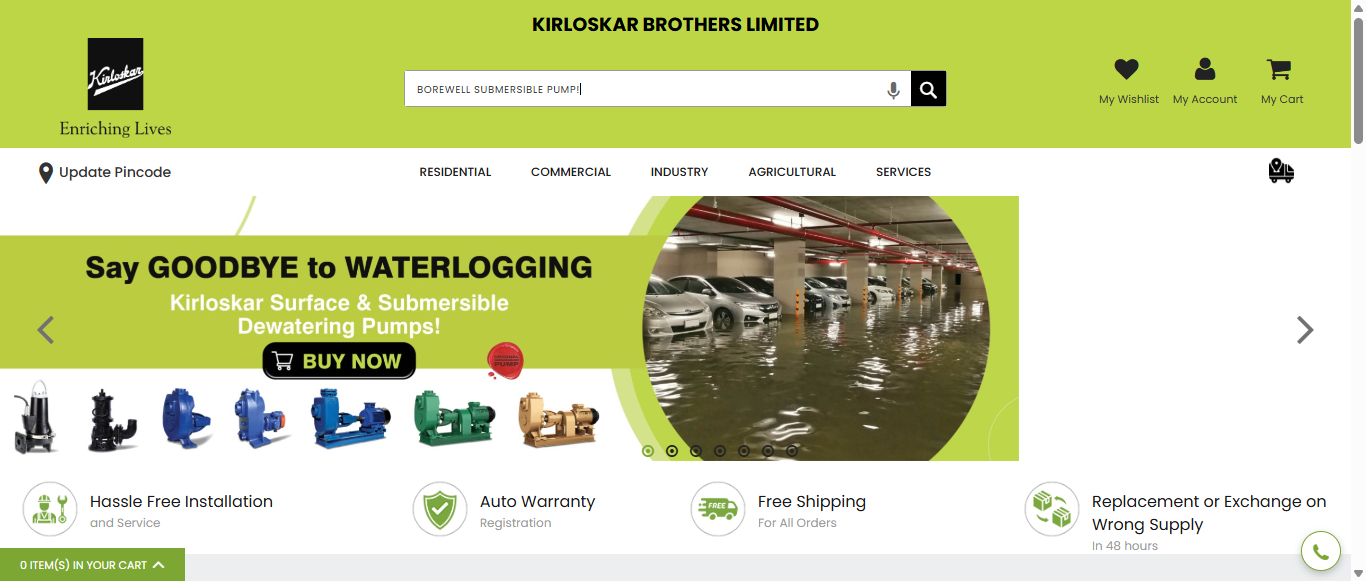 KIRLOSKAR BROTHERS LIMITED
Kirloskar
Enriching Lives
BOREWELL SUBMERSIBLE PUMP!
My Wishlist
My Account
My Cart
Update Pincode
RESIDENTIAL
COMMERCIAL
INDUSTRY
AGRICULTURAL
SERVICES
Say GOODBYE to WATERLOGGING
Kirloskar Surface & Submersible
Dewatering Pumps!
BUY NOW
PUMP
Hassle Free Installation
and Service
Auto Warranty
Registration
FREE
Free Shipping
For All Orders
Replacement or Exchange on
Wrong Supply
In 48 hours
0 ITEM(S) IN YOUR CART